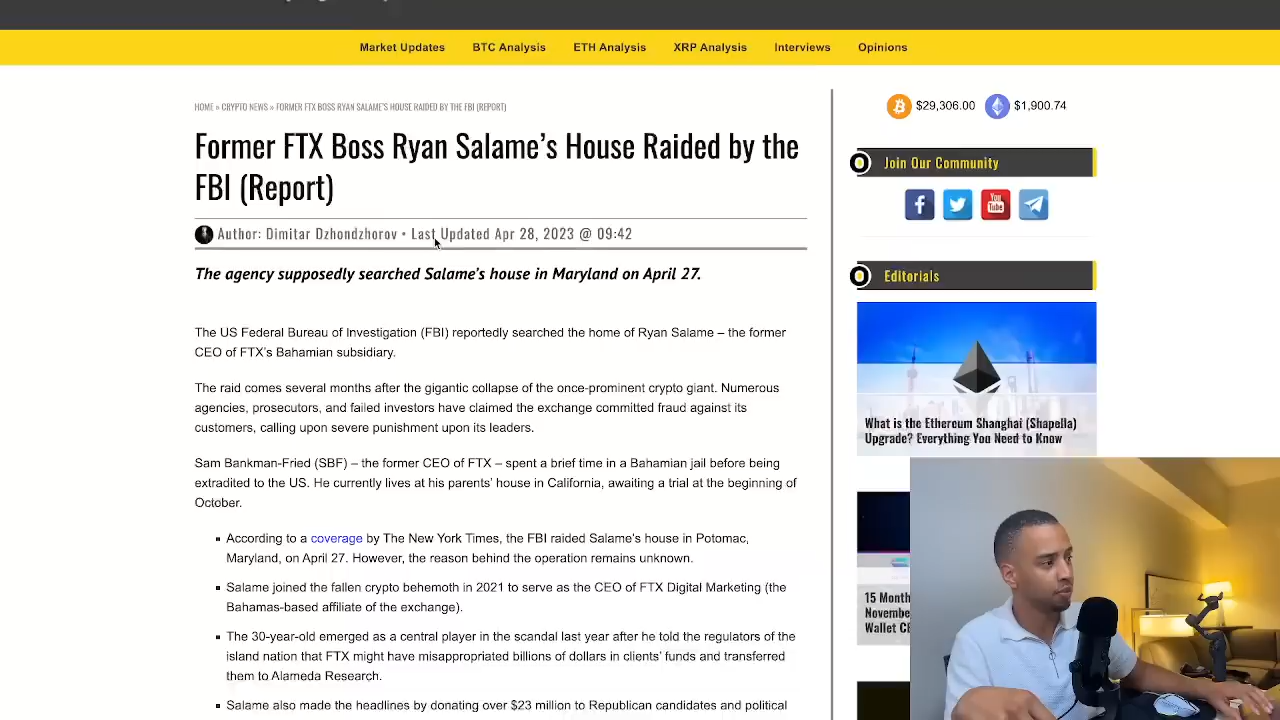 Market Updates BTC Analysis ETH Analysis XRP Analysis Interviews Opinions
HOME » CRYPTO NEWS » FORMER FTX BOSS RYAN SALAME'S HOUSE RAIDED BY THE FBI (REPORT)
Former FTX Boss Ryan Salame's House Raided by the
FBI (Report)
Author: Dimitar Dzhondzhorov • Last Updated Apr 28, 2023 @ 09:42
The agency supposedly searched Salame's house in Maryland on April 27.
The US Federal Bureau of Investigation (FBI) reportedly searched the home of Ryan Salame – the former
CEO of FTX's Bahamian subsidiary.
The raid comes several months after the gigantic collapse of the once-prominent crypto giant. Numerous
agencies, prosecutors, and failed investors have claimed the exchange committed fraud against its
customers, calling upon severe punishment upon its leaders.
Sam Bankman-Fried (SBF) – the former CEO of FTX – spent a brief time in a Bahamian jail before being
extradited to the US. He currently lives at his parents' house in California, awaiting a trial at the beginning of
October.
According to a coverage by The New York Times, the FBI raided Salame's house in Potomac,
Maryland, on April 27. However, the reason behind the operation remains unknown.
Salame joined the fallen crypto behemoth in 2021 to serve as the CEO of FTX Digital Marketing (the
Bahamas-based affiliate of the exchange).
The 30-year-old emerged as a central player in the scandal last year after he told the regulators of the
island nation that FTX might have misappropriated billions of dollars in clients' funds and transferred
them to Alameda Research.
Salame also made the headlines by donating over $23 million to Republican candidates and political
$29,306.00 $1,900.74
Join Our Community
You
Tube
Editorials
What is the Ethereum Shanghai (Shapella)
Upgrade? Everything You Need to Know
15 Month
Novembe
Wallet